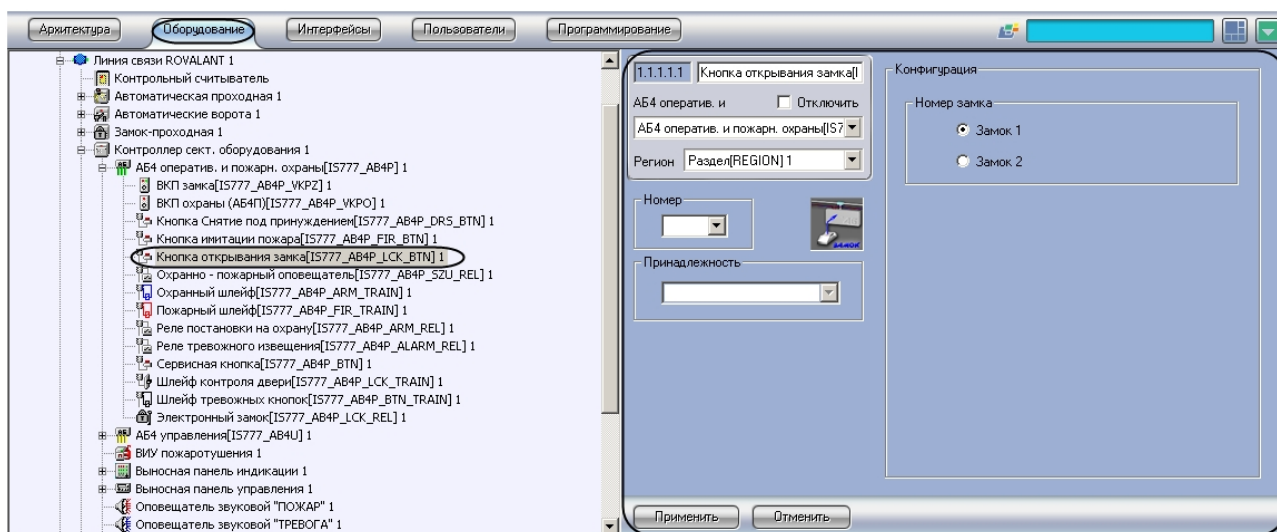 Архитектура Оборудование Интерфейсы Пользователи Программирование
Линия связи ROVALANT 1
Контрольный считыватель
Автоматическая проходная 1
Автоматические ворота 1
Замок-проходная 1
Контроллер сект. оборудования 1
АБ4 оператив. и пожарн. охраны[IS777_AB4P] 1
ВКП замка[IS777_AB4P_VKPZ] 1
ВКП охраны (АБ4П)[IS777_AB4P_VKPO] 1
Кнопка Снятие под принуждением[IS777_AB4P_DRS_BTN] 1
Кнопка имитации пожара[IS777_AB4P_FIR_BTN] 1
Кнопка открывания замка[IS777_AB4P_LCK_BTN] 1
Охранно - пожарный оповещатель[IS777_AB4P_SZU_REL] 1
Охранный шлейф[IS777_AB4P_ARM_TRAIN] 1
Пожарный шлейф[IS777_AB4P_FIR_TRAIN] 1
Реле постановки на охрану[IS777_AB4P_ARM_REL] 1
Реле тревожного извещения[IS777_AB4P_ALARM_REL] 1
Сервисная кнопка[IS777_AB4P_BTN] 1
Шлейф контроля двери[IS777_AB4P_LCK_TRAIN] 1
Шлейф тревожных кнопок[IS777_AB4P_BTN_TRAIN] 1
Электронный замок[IS777_AB4P_LCK_REL] 1
АБ4 управления[IS777_AB4U] 1
ВИУ пожаротушения 1
Выносная панель индикации 1
Выносная панель управления 1
Оповещатель звуковой "ПОЖАР" 1
Оповещатель звуковой "ТРЕВОГА" 1
1.1.1.1.1 Кнопка открывания замка[I
АБ4 оператив. и Отключить
АБ4 оператив. и пожарн. охраны[IS7
Регион Раздел[REGION] 1
Номер
ЗАМОК
Принадлежность
Конфигурация
Номер замка
Замок 1
Замок 2
Применить Отменить